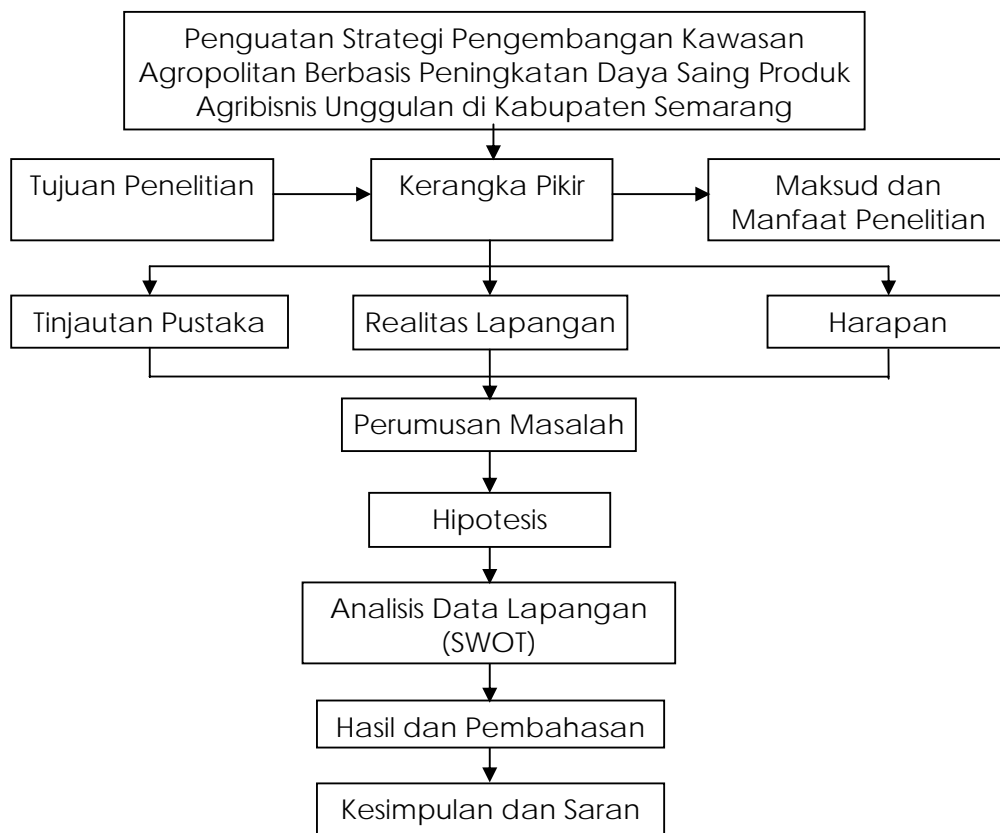 Penguatan Strategi Pengembangan Kawasan
Agropolitan Berbasis Peningkatan Daya Saing Produk
Agribisnis Unggulan di Kabupaten Semarang
Tujuan Penelitian
Kerangka Pikir
Maksud dan
Manfaat Penelitian
Tinjautan Pustaka
Realitas Lapangan
Harapan
Perumusan Masalah
Hipotesis
Analisis Data Lapangan
(SWOT)
Hasil dan Pembahasan
Kesimpulan dan Saran